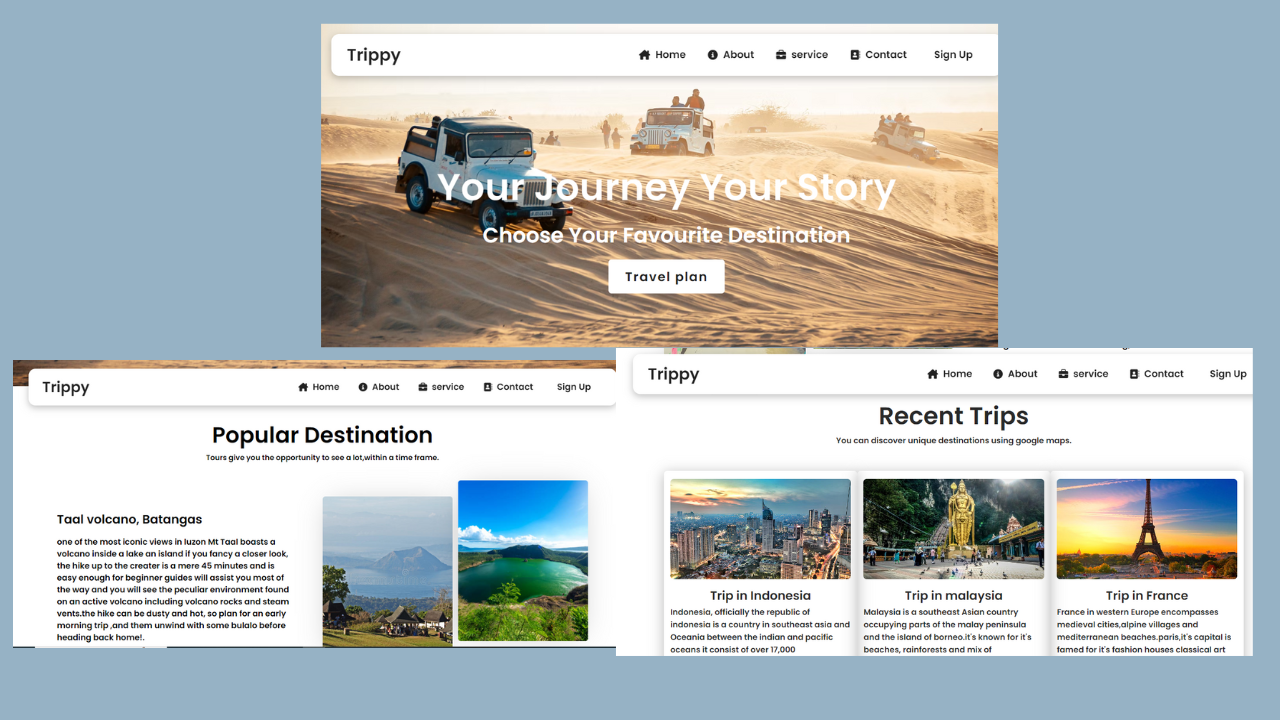 Trippy
Home
About
service
Contact
Sign Up
Your Journey Your Story
Choose Your Favourite Destination
Travel plan
Trippy
Home
About
service
Contact
Sign Up
Popular Destination
Tours give you the opportunity to see a lot,within a time frame.
Taal volcano, Batangas
one of the most iconic views in luzon Mt Taal boasts a
volcano inside a lake an island if you fancy a closer look,
the hike up to the creater is a mere 45 minutes and is
easy enough for beginner guides will assist you most of
the way and you will see the peculiar environment found
on an active volcano including volcano rocks and steam
vents.the hike can be dusty and hot, so plan for an early
morning trip ,and them unwind with some bulalo before
heading back home!.
Trippy
Home
About
service
Contact
Sign Up
Recent Trips
You can discover unique destinations using google maps.
Trip in Indonesia
Indonesia, officially the republic of
indonesia is a country in southeast asia and
Oceania between the indian and pacific
oceans it consist of over 17,000
Trip in malaysia
Malaysia is a southeast Asian country
occupying parts of the malay peninsula
and the island of borneo.it's known for it's
beaches, rainforests and mix of
Trip in France
France in western Europe encompasses
medieval cities,alpine villages and
mediterranean beaches.paris,it's capital is
famed for it's fashion houses classical art